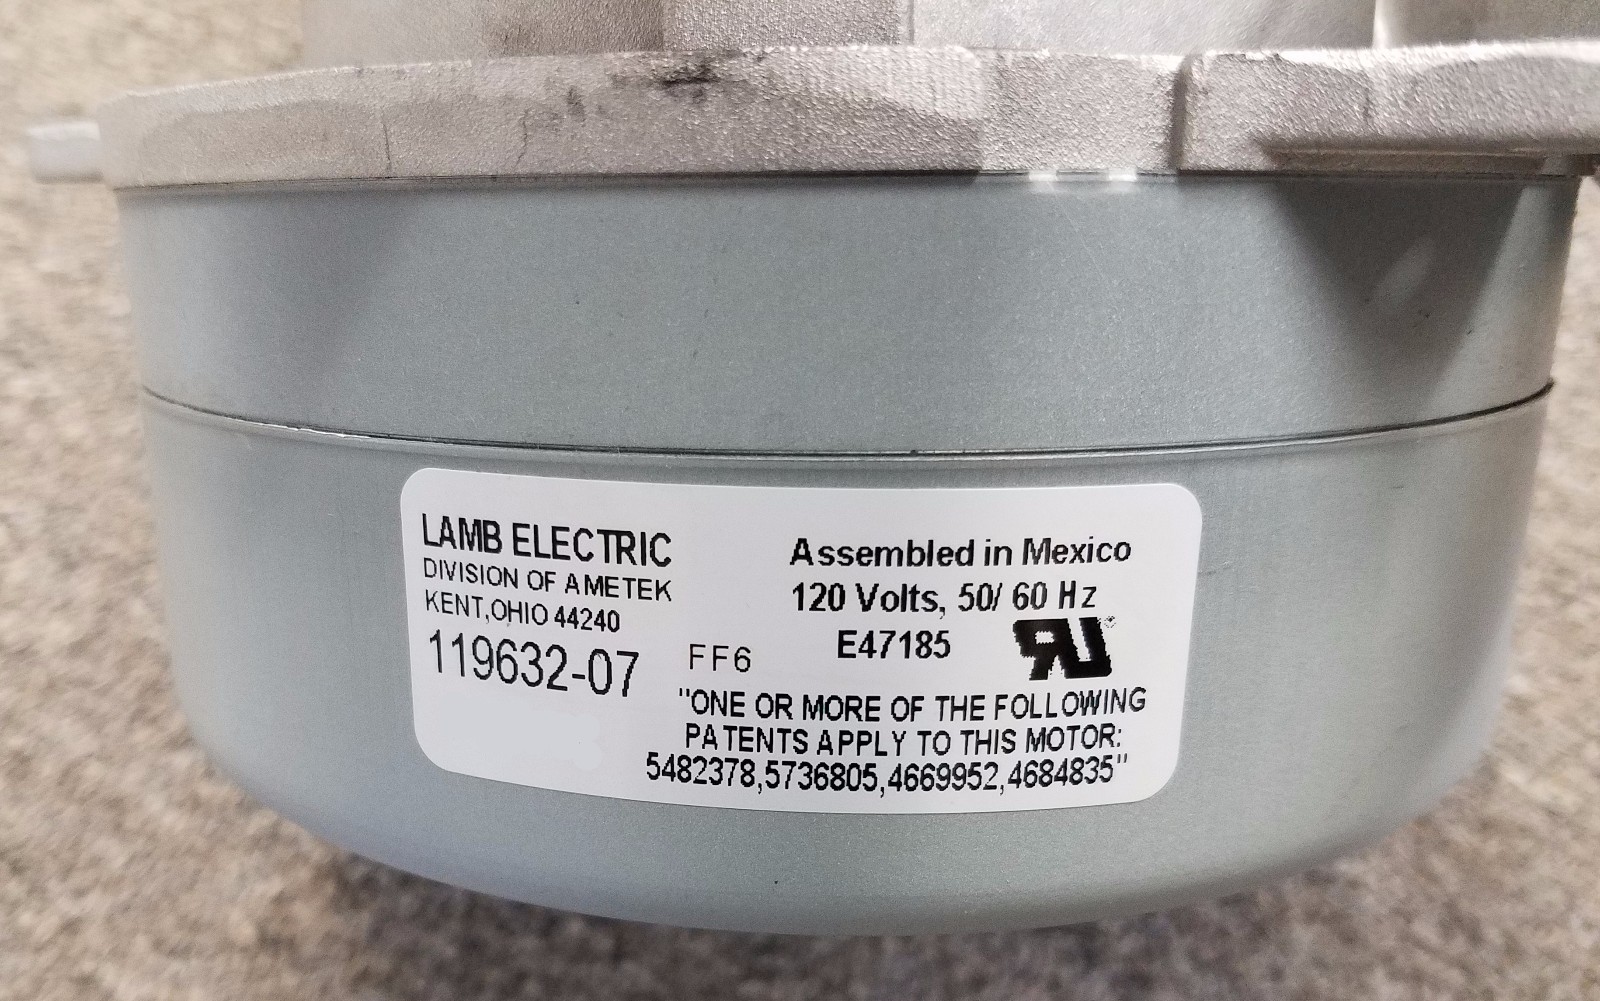 LAMB ELECTRIC
DIVISION OF AMETEK
KENT,OHIO 44240
119632-07
FF6
Assembled in Mexico
120 Volts, 50/ 60 Hz
E47185 RU
"ONE OR MORE OF THE FOLLOWING
PATENTS APPLY TO THIS MOTOR:
5482378,5736805,4669952,4684835"